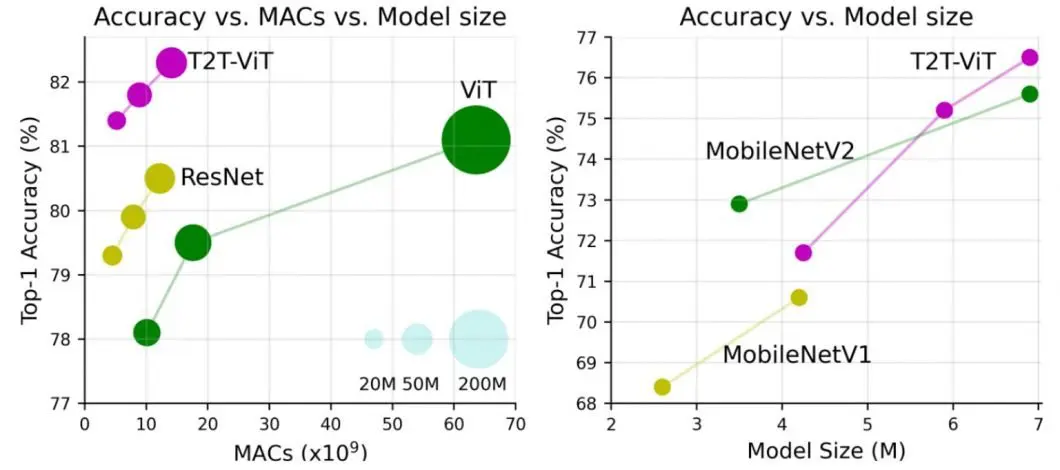 Accuracy vs. MACs vs. Model size
Top-1 Accuracy (%)
82
81
80
79
78
77
T2T-ViT
ViT
ResNet
20M 50M 200M
0 10 20 30 40 50 60 70
MACs (x10⁹)
Accuracy vs. Model size
Top-1 Accuracy (%)
77
76
75
74
73
72
71
70
69
68
T2T-ViT
MobileNetV2
MobileNetV1
2 3 4 5 6 7
Model Size (M)